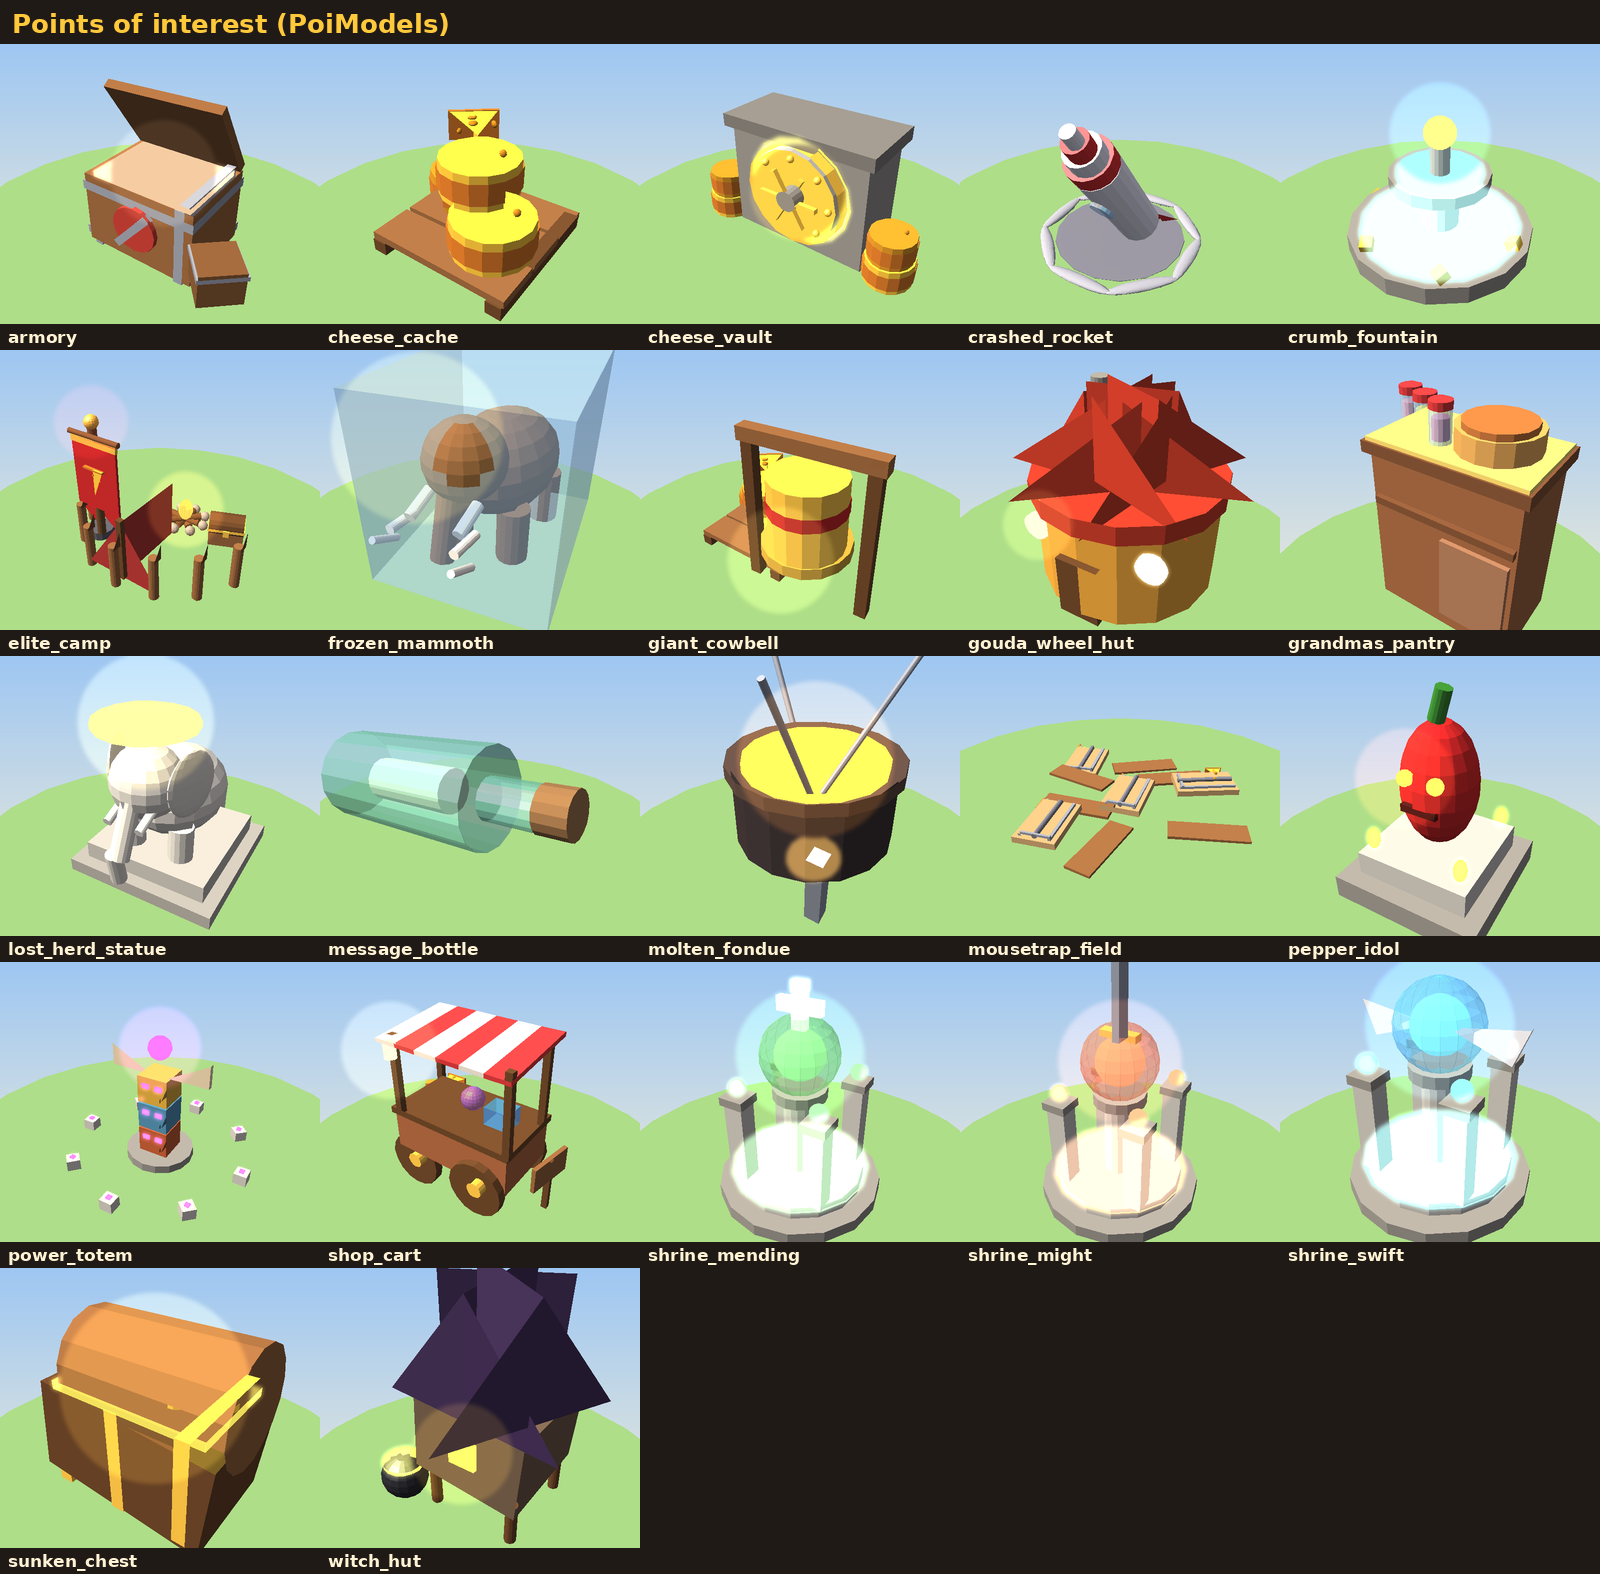 Points of interest (PoiModels)
armory cheese_cache cheese_vault crashed_rocket crumb_fountain
elite_camp frozen_mammoth giant_cowbell gouda_wheel_hut grandmas_pantry
lost_herd_statue message_bottle molten_fondue mousetrap_field pepper_idol
power_totem shop_cart shrine_mending shrine_might shrine_swift
sunken_chest witch_hut